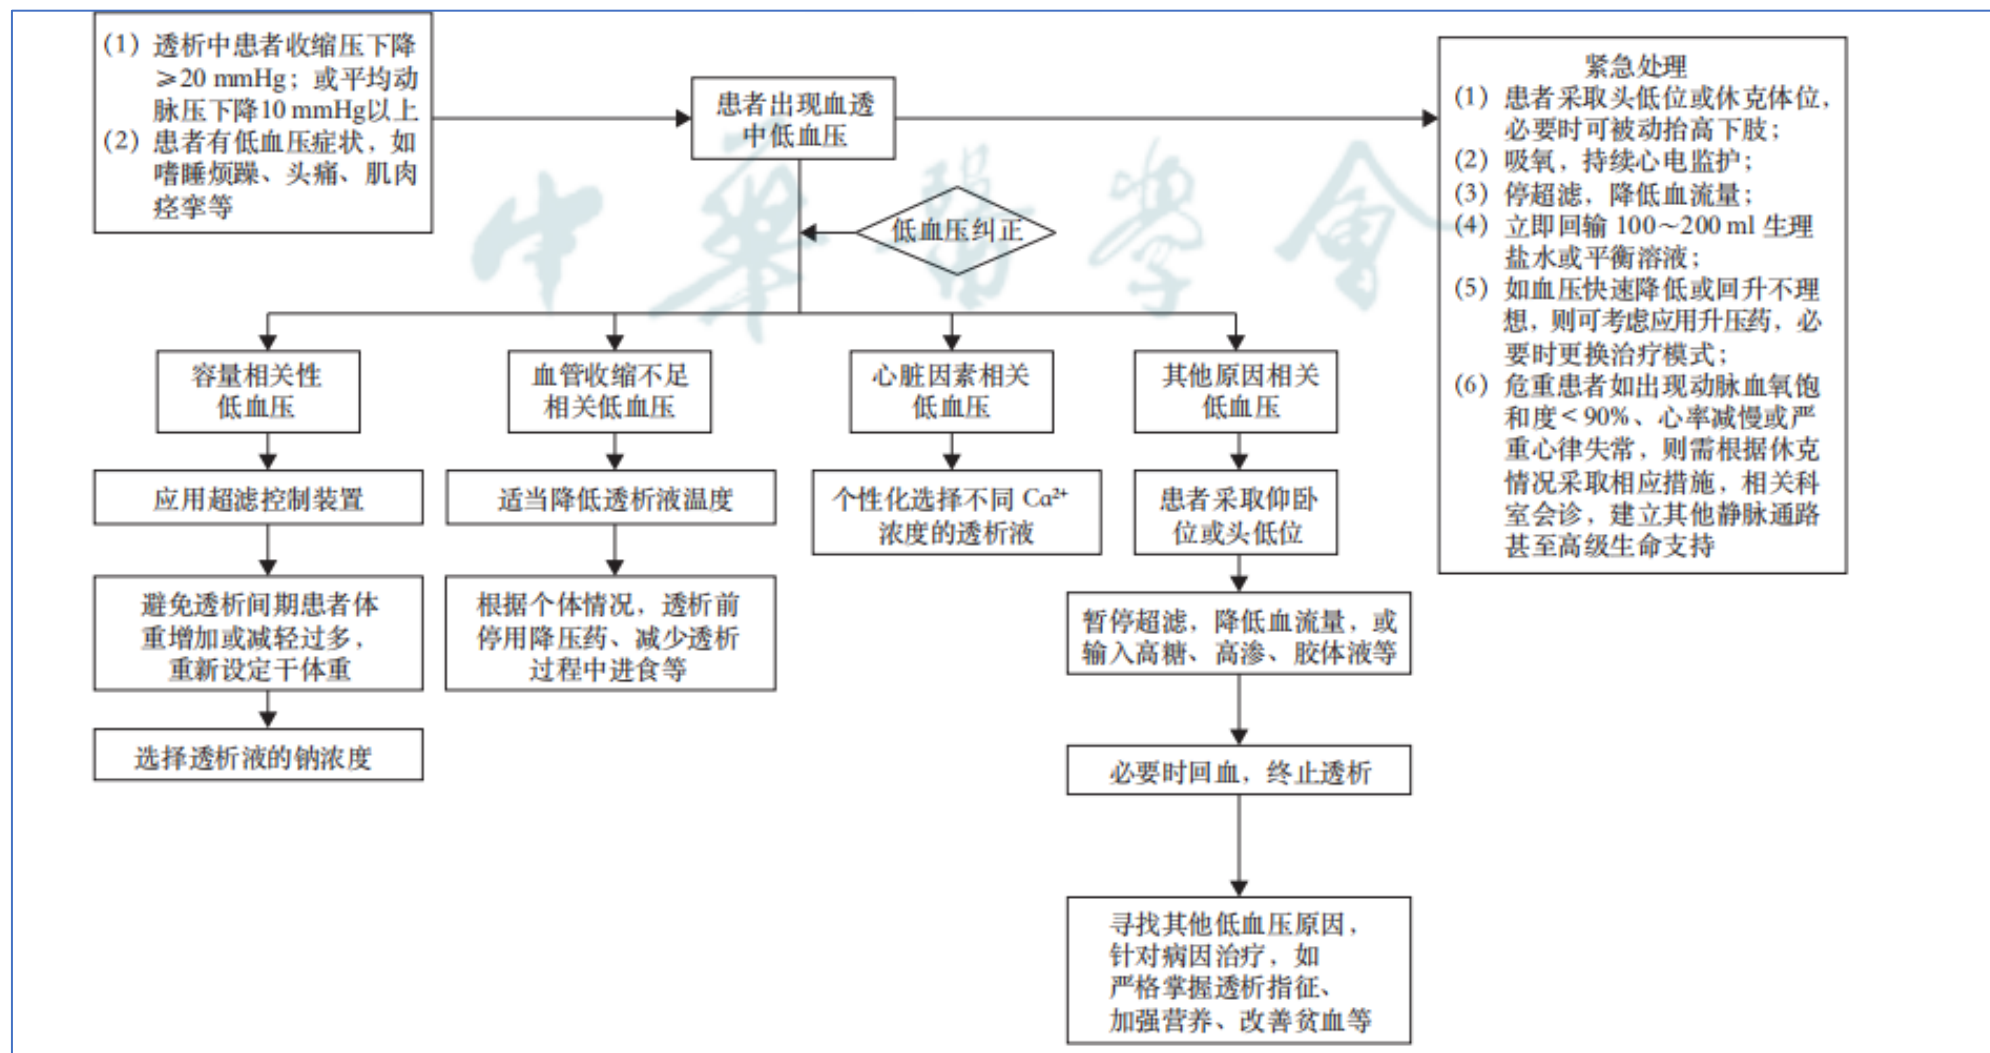 (1) 透析中患者收缩压下降
≥20 mmHg；或平均动
脉压下降10 mmHg以上
(2) 患者有低血压症状，如
嗜睡烦躁、头痛、肌肉
痉挛等
患者出现血透
中低血压
低血压纠正
紧急处理
(1) 患者采取头低位或休克体位，
必要时可被动抬高下肢；
(2) 吸氧，持续心电监护；
(3) 停超滤，降低血流量；
(4) 立即回输 100～200 ml 生理
盐水或平衡溶液；
(5) 如血压快速降低或回升不理
想，则可考虑应用升压药，必
要时更换治疗模式；
(6) 危重患者如出现动脉血氧饱
和度＜90%、心率减慢或严
重心律失常，则需根据休克
情况采取相应措施，相关科
室会诊，建立其他静脉通路
甚至高级生命支持
容量相关性
低血压
应用超滤控制装置
避免透析间期患者体
重增加或减轻过多，
重新设定干体重
选择透析液的钠浓度
血管收缩不足
相关低血压
适当降低透析液温度
根据个体情况，透析前
停用降压药、减少透析
过程中进食等
心脏因素相关
低血压
个性化选择不同 Ca²⁺
浓度的透析液
其他原因相关
低血压
患者采取仰卧
位或头低位
暂停超滤，降低血流量，或
输入高糖、高渗、胶体液等
必要时回血，终止透析
寻找其他低血压原因，
针对病因治疗，如
严格掌握透析指征、
加强营养、改善贫血等
中华醫學會